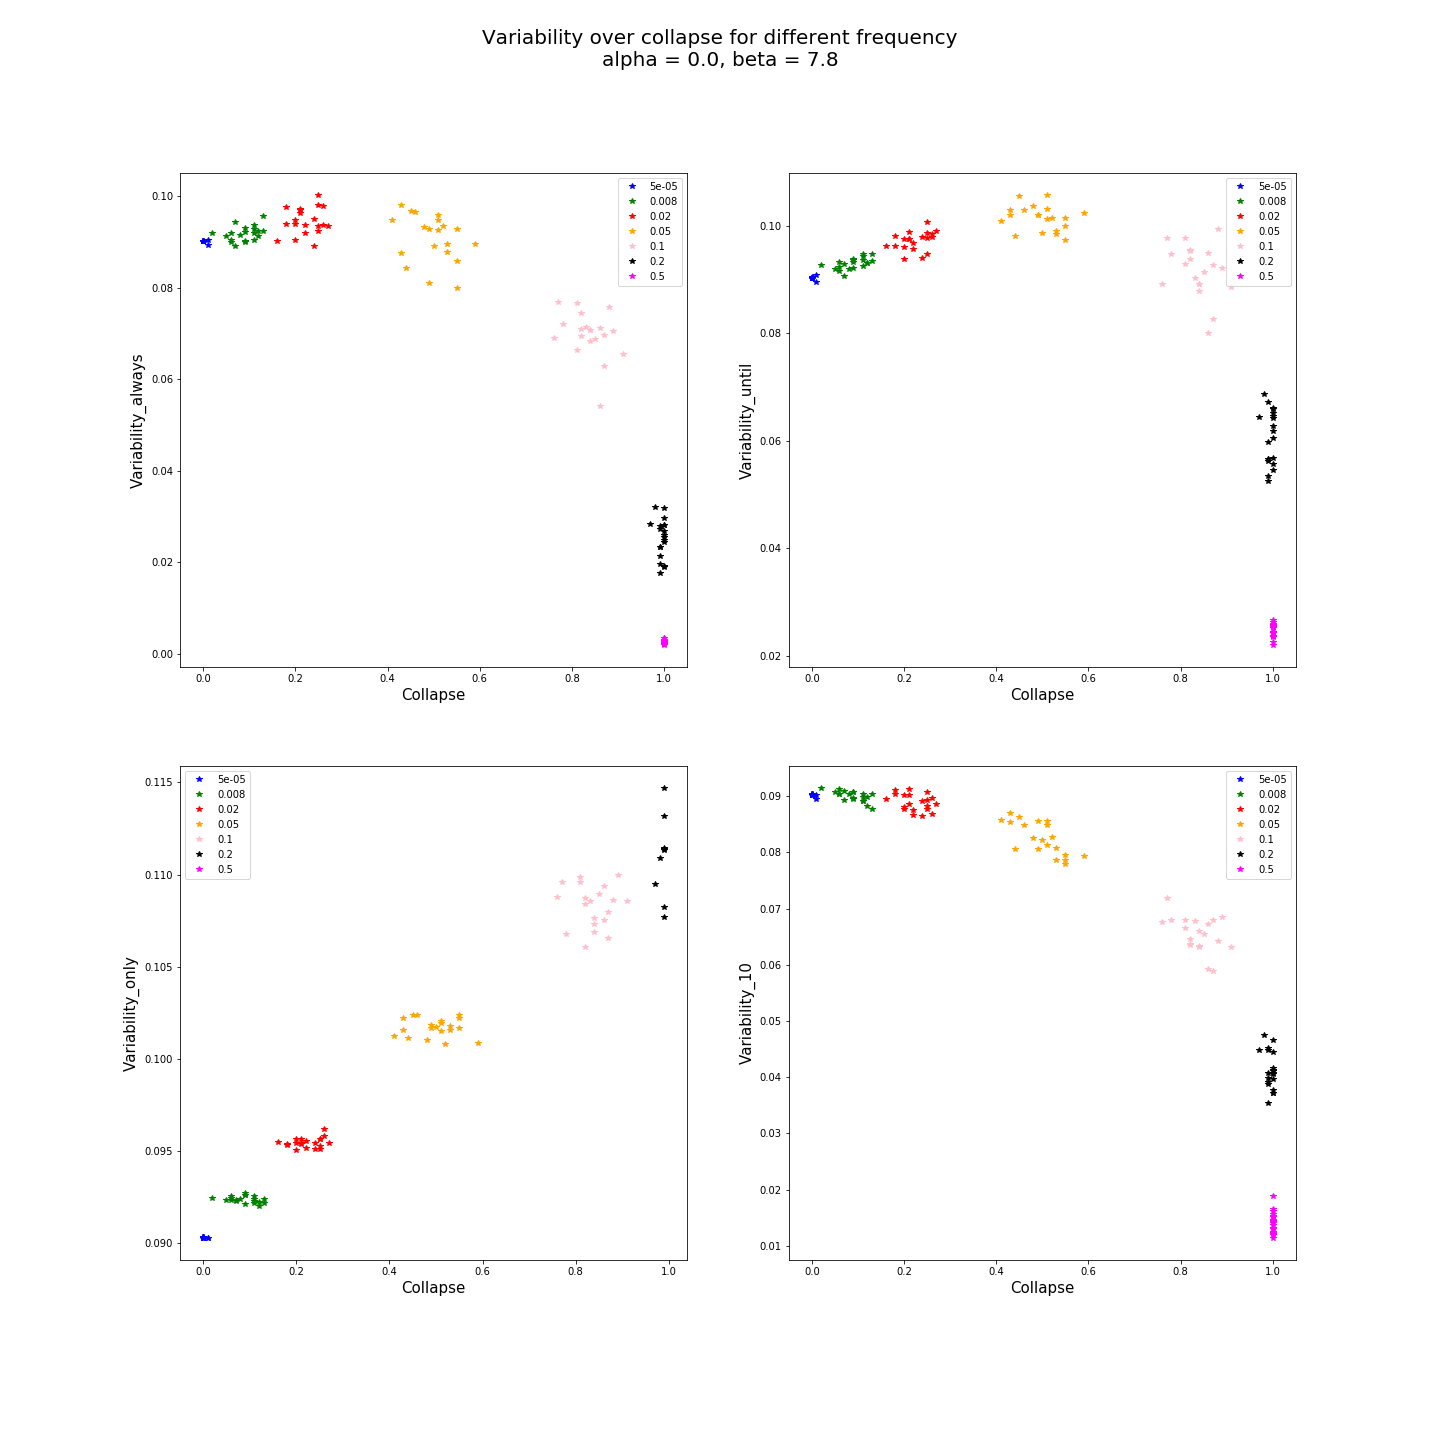 Variability over collapse for different frequency
alpha = 0.0, beta = 7.8
0.10
0.08
0.06
0.04
0.02
0.00
Variability_always
0.0 0.2 0.4 0.6 0.8 1.0
Collapse
5e-05
0.008
0.02
0.05
0.1
0.2
0.5
0.10
0.08
0.06
0.04
0.02
Variability_until
0.0 0.2 0.4 0.6 0.8 1.0
Collapse
5e-05
0.008
0.02
0.05
0.1
0.2
0.5
0.115
0.110
0.105
0.100
0.095
0.090
Variability_only
0.0 0.2 0.4 0.6 0.8 1.0
Collapse
5e-05
0.008
0.02
0.05
0.1
0.2
0.5
0.09
0.08
0.07
0.06
0.05
0.04
0.03
0.02
0.01
Variability_10
0.0 0.2 0.4 0.6 0.8 1.0
Collapse
5e-05
0.008
0.02
0.05
0.1
0.2
0.5